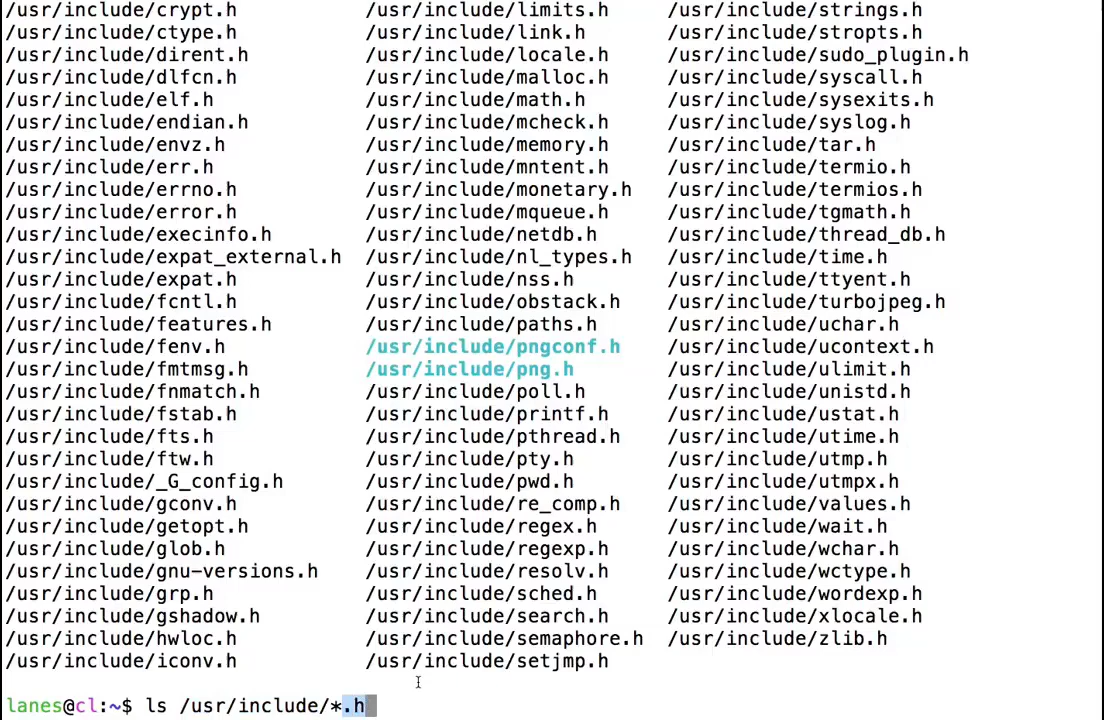 /usr/include/crypt.h /usr/include/limits.h /usr/include/strings.h
/usr/include/ctype.h /usr/include/link.h /usr/include/stropts.h
/usr/include/dirent.h /usr/include/locale.h /usr/include/sudo_plugin.h
/usr/include/dlfcn.h /usr/include/malloc.h /usr/include/syscall.h
/usr/include/elf.h /usr/include/math.h /usr/include/sysexits.h
/usr/include/endian.h /usr/include/mcheck.h /usr/include/syslog.h
/usr/include/envz.h /usr/include/memory.h /usr/include/tar.h
/usr/include/err.h /usr/include/mntent.h /usr/include/termio.h
/usr/include/errno.h /usr/include/monetary.h /usr/include/termios.h
/usr/include/error.h /usr/include/mqueue.h /usr/include/tgmath.h
/usr/include/execinfo.h /usr/include/netdb.h /usr/include/thread_db.h
/usr/include/expat_external.h /usr/include/nl_types.h /usr/include/time.h
/usr/include/expat.h /usr/include/nss.h /usr/include/ttyent.h
/usr/include/fcntl.h /usr/include/obstack.h /usr/include/turbojpeg.h
/usr/include/features.h /usr/include/paths.h /usr/include/uchar.h
/usr/include/fenv.h /usr/include/pngconf.h /usr/include/ucontext.h
/usr/include/fmtmsg.h /usr/include/png.h /usr/include/ulimit.h
/usr/include/fnmatch.h /usr/include/poll.h /usr/include/unistd.h
/usr/include/fstab.h /usr/include/printf.h /usr/include/ustat.h
/usr/include/fts.h /usr/include/pthread.h /usr/include/utime.h
/usr/include/ftw.h /usr/include/pty.h /usr/include/utmp.h
/usr/include/_G_config.h /usr/include/pwd.h /usr/include/utmpx.h
/usr/include/gconv.h /usr/include/re_comp.h /usr/include/values.h
/usr/include/getopt.h /usr/include/regex.h /usr/include/wait.h
/usr/include/glob.h /usr/include/regexp.h /usr/include/wchar.h
/usr/include/gnu-versions.h /usr/include/resolv.h /usr/include/wctype.h
/usr/include/grp.h /usr/include/sched.h /usr/include/wordexp.h
/usr/include/gshadow.h /usr/include/search.h /usr/include/xlocale.h
/usr/include/hwloc.h /usr/include/semaphore.h /usr/include/zlib.h
/usr/include/iconv.h /usr/include/setjmp.h
lanes@cl:~$ ls /usr/include/*.h